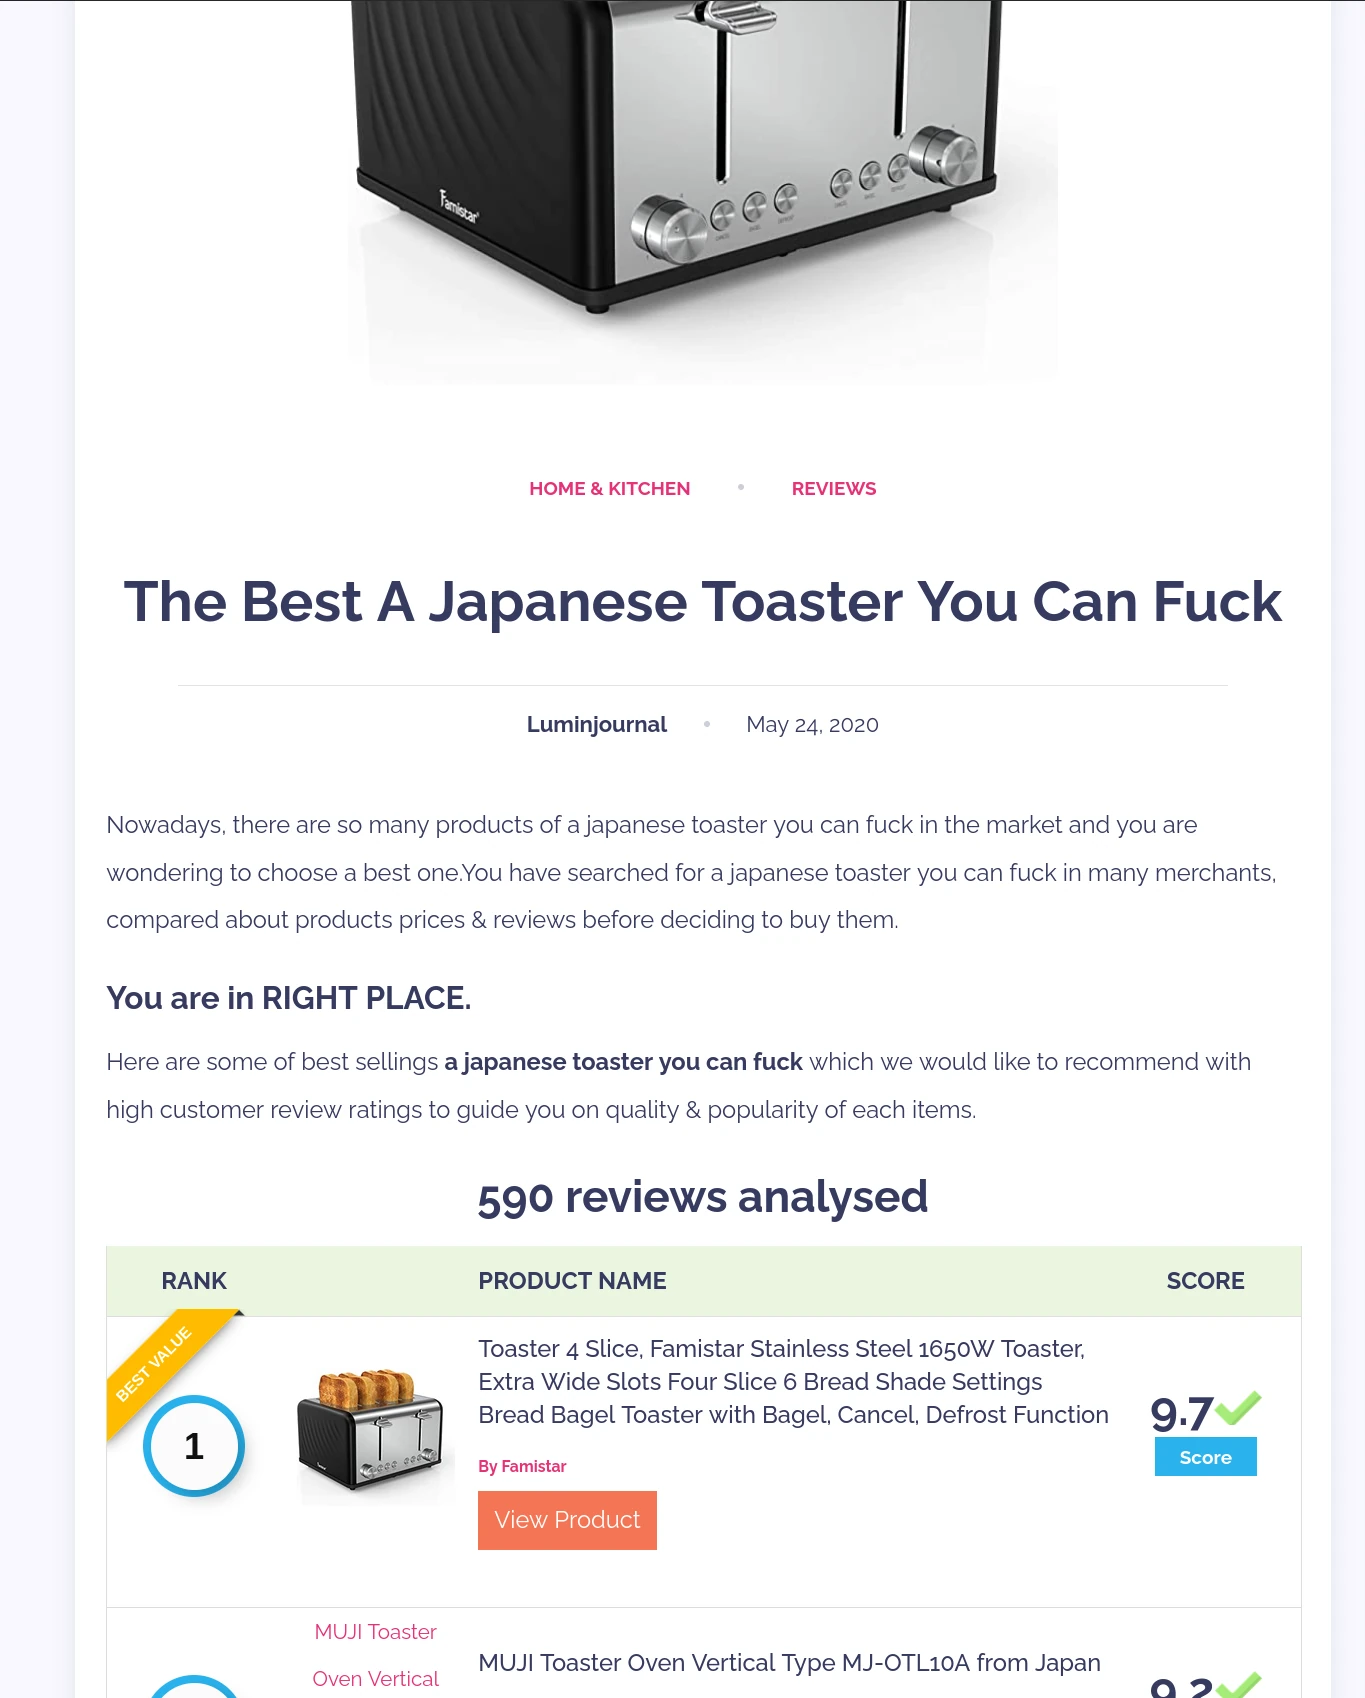 Famistar
HOME & KITCHEN • REVIEWS
The Best A Japanese Toaster You Can Fuck
Luminjournal • May 24, 2020
Nowadays, there are so many products of a japanese toaster you can fuck in the market and you are
wondering to choose a best one.You have searched for a japanese toaster you can fuck in many merchants,
compared about products prices & reviews before deciding to buy them.
You are in RIGHT PLACE.
Here are some of best sellings a japanese toaster you can fuck which we would like to recommend with
high customer review ratings to guide you on quality & popularity of each items.
590 reviews analysed
RANK PRODUCT NAME SCORE
BEST VALUE
1
Toaster 4 Slice, Famistar Stainless Steel 1650W Toaster,
Extra Wide Slots Four Slice 6 Bread Shade Settings
Bread Bagel Toaster with Bagel, Cancel, Defrost Function
By Famistar
View Product
9.7
Score
MUJI Toaster
Oven Vertical
MUJI Toaster Oven Vertical Type MJ-OTL10A from Japan
9.2